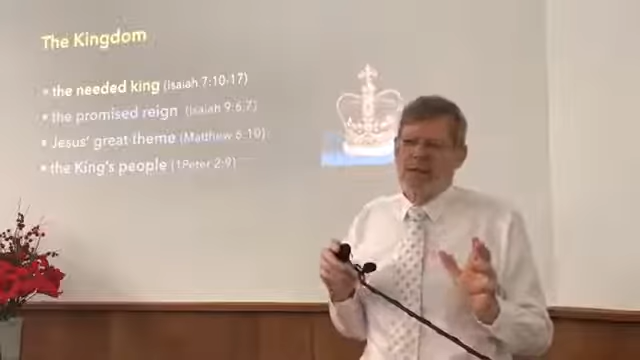 The Kingdom
• the needed king (Isaiah 7:10-17)
• the promised reign (Isaiah 9:6,7)
• Jesus' great theme (Matthew 6:10)
• the King's people (1Peter 2:9)